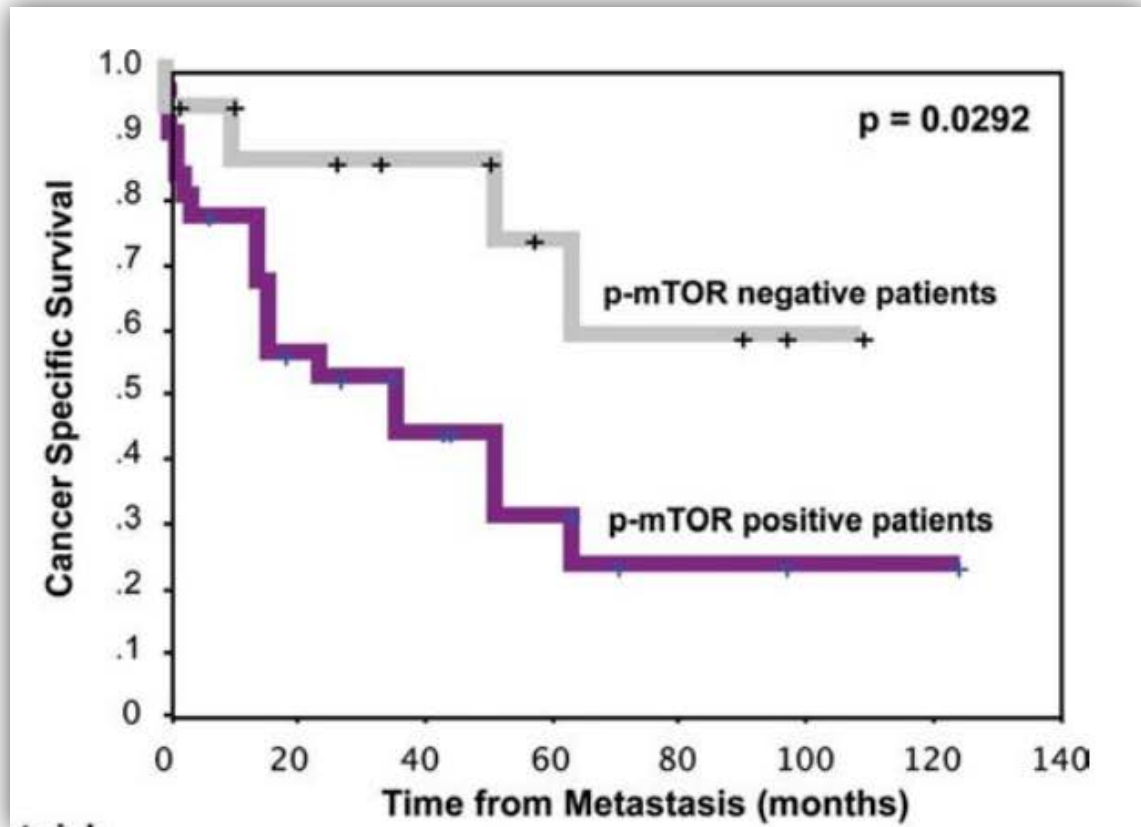 1.0
p = 0.0292
.9
.8
.7
p-mTOR negative patients
.6
.5
.4
.3
p-mTOR positive patients
.2
.1
0
0 20 40 60 80 100 120 140
Time from Metastasis (months)
Cancer Specific Survival